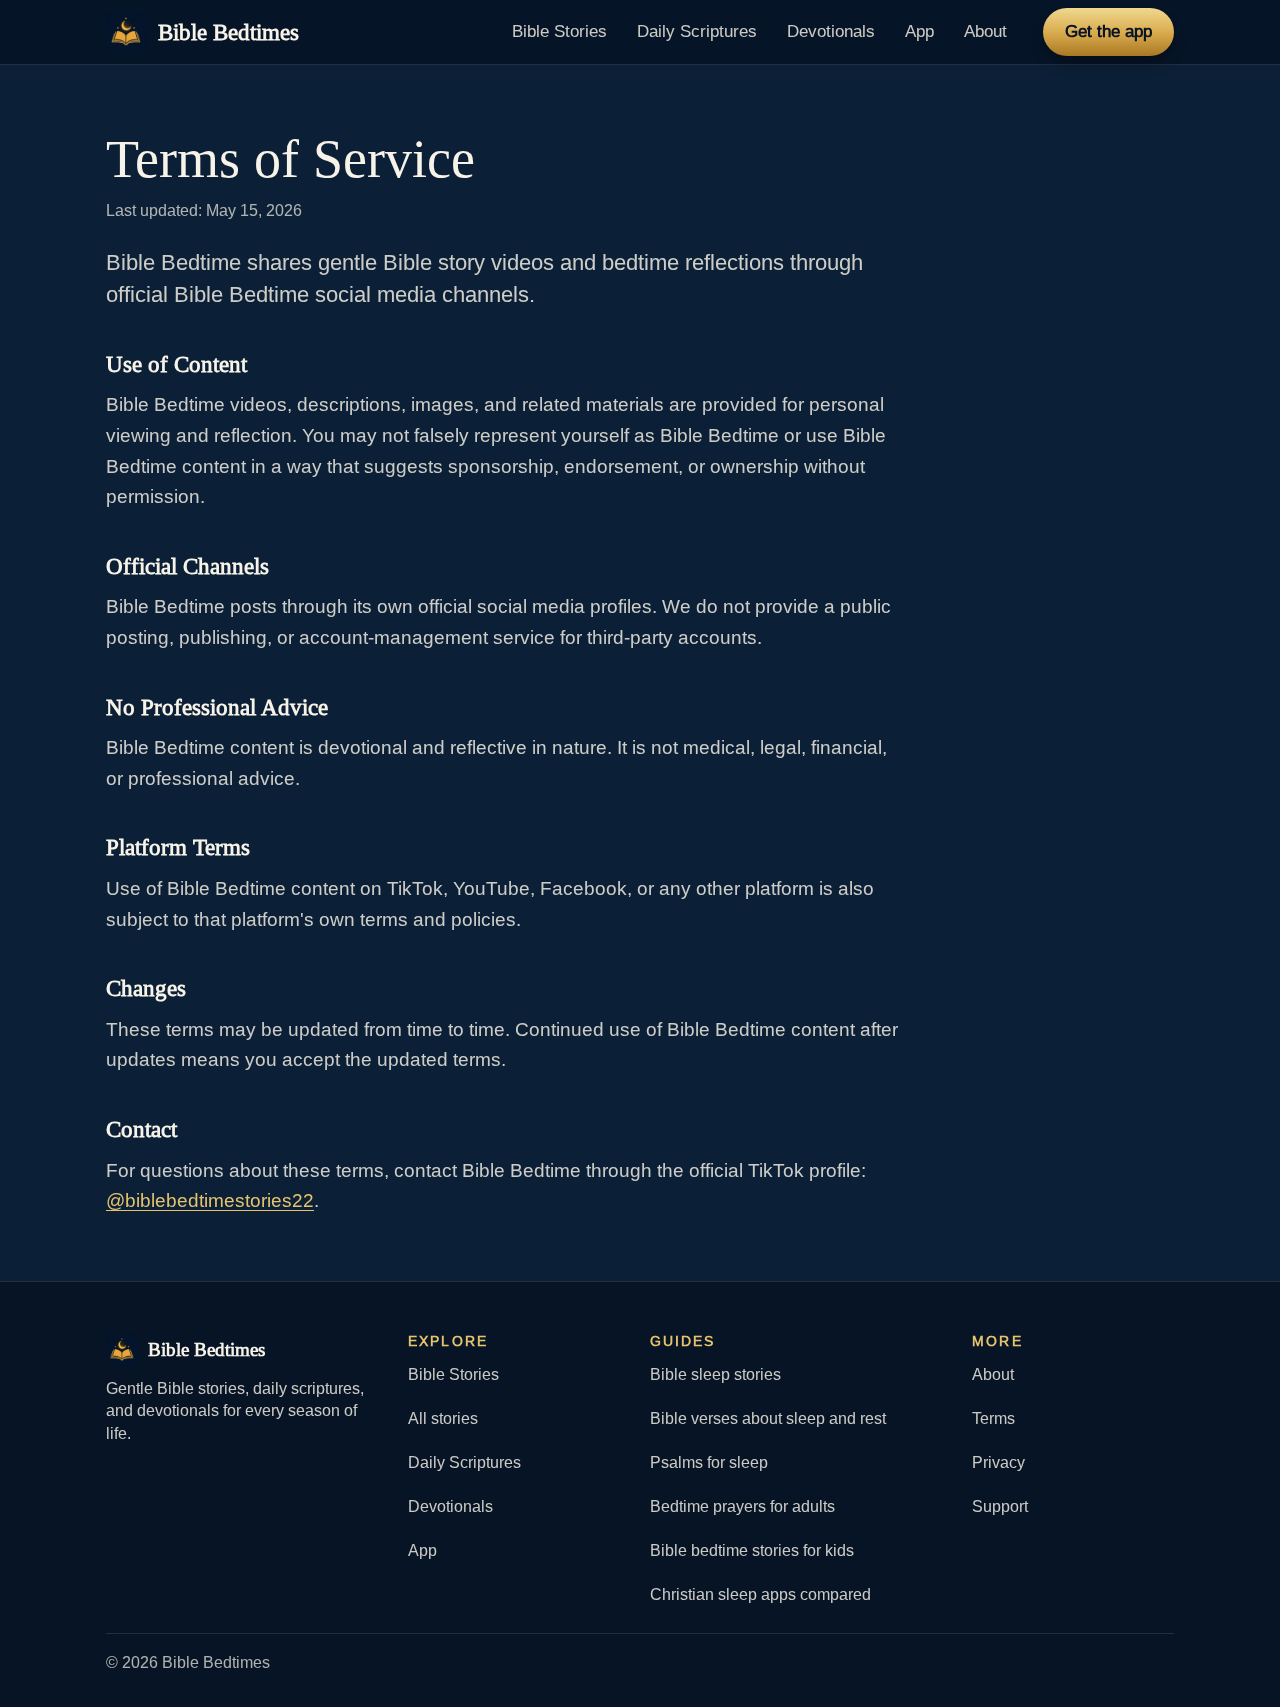 Bible Bedtimes
Bible Stories
Daily Scriptures
Devotionals
App
About
Get the app
Terms of Service
Last updated: May 15, 2026
Bible Bedtime shares gentle Bible story videos and bedtime reflections through
official Bible Bedtime social media channels.
Use of Content
Bible Bedtime videos, descriptions, images, and related materials are provided for personal
viewing and reflection. You may not falsely represent yourself as Bible Bedtime or use Bible
Bedtime content in a way that suggests sponsorship, endorsement, or ownership without
permission.
Official Channels
Bible Bedtime posts through its own official social media profiles. We do not provide a public
posting, publishing, or account-management service for third-party accounts.
No Professional Advice
Bible Bedtime content is devotional and reflective in nature. It is not medical, legal, financial,
or professional advice.
Platform Terms
Use of Bible Bedtime content on TikTok, YouTube, Facebook, or any other platform is also
subject to that platform's own terms and policies.
Changes
These terms may be updated from time to time. Continued use of Bible Bedtime content after
updates means you accept the updated terms.
Contact
For questions about these terms, contact Bible Bedtime through the official TikTok profile:
@biblebedtimestories22.
Bible Bedtimes
Gentle Bible stories, daily scriptures,
and devotionals for every season of
life.
EXPLORE
Bible Stories
All stories
Daily Scriptures
Devotionals
App
GUIDES
Bible sleep stories
Bible verses about sleep and rest
Psalms for sleep
Bedtime prayers for adults
Bible bedtime stories for kids
Christian sleep apps compared
MORE
About
Terms
Privacy
Support
© 2026 Bible Bedtimes